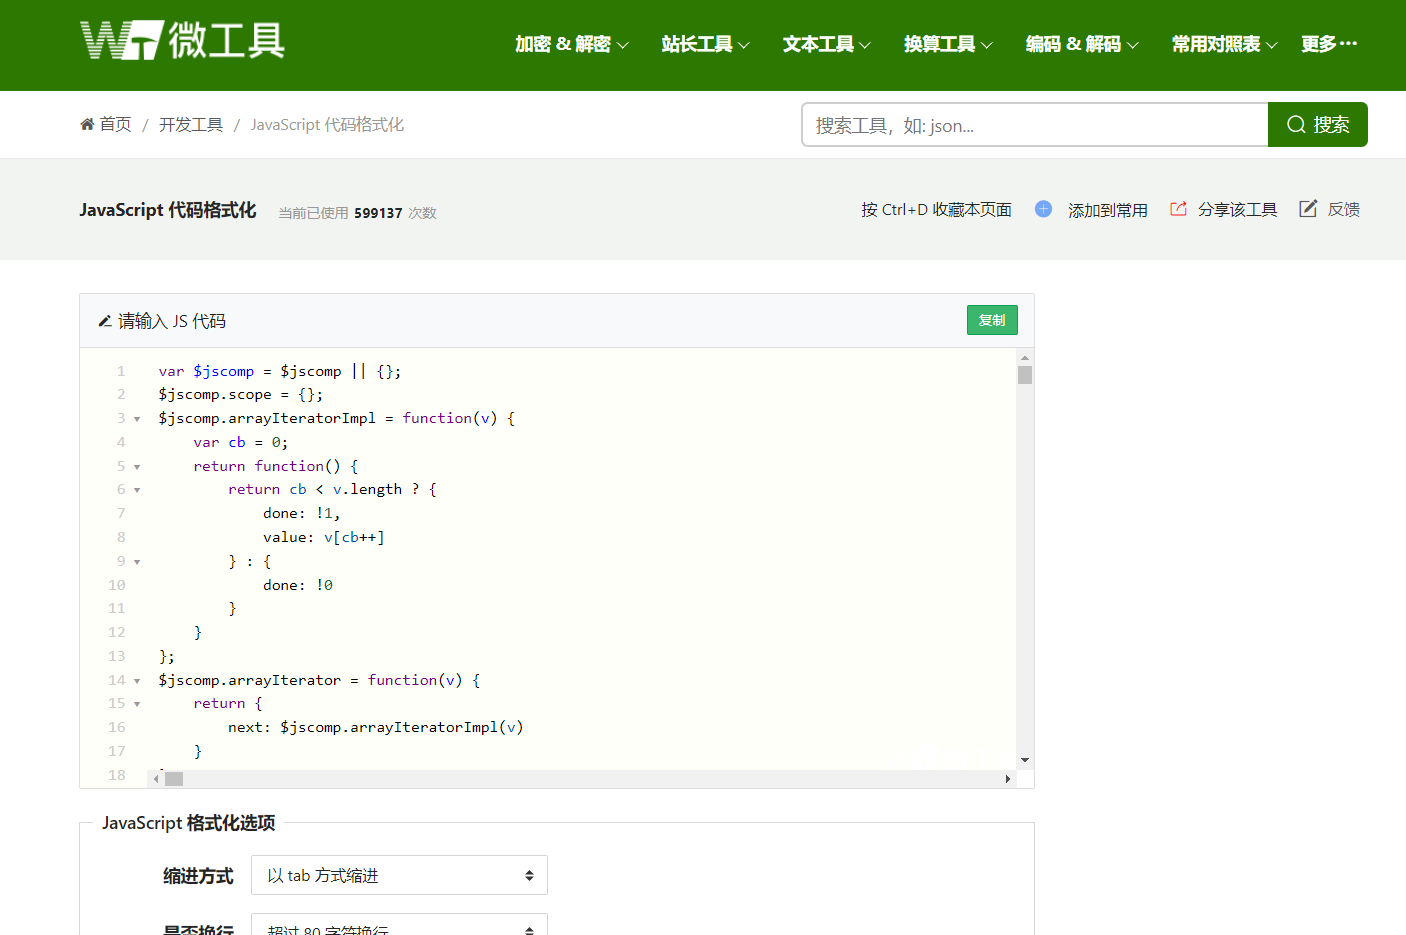 WT 微工具
加密 & 解密 站长工具 文本工具 换算工具 编码 & 解码 常用对照表 更多 ···
首页 / 开发工具 / JavaScript 代码格式化
搜索工具，如: json...
搜索
JavaScript 代码格式化 当前已使用 599137 次数
按 Ctrl+D 收藏本页面 添加到常用 分享该工具 反馈
请输入 JS 代码
复制
1 var $jscomp = $jscomp || {};
2 $jscomp.scope = {};
3 $jscomp.arrayIteratorImpl = function(v) {
4 var cb = 0;
5 return function() {
6 return cb < v.length ? {
7 done: !1,
8 value: v[cb++]
9 } : {
10 done: !0
11 }
12 }
13 };
14 $jscomp.arrayIterator = function(v) {
15 return {
16 next: $jscomp.arrayIteratorImpl(v)
17 }
18
JavaScript 格式化选项
缩进方式 以 tab 方式缩进
是否换行 超过 80 字符换行